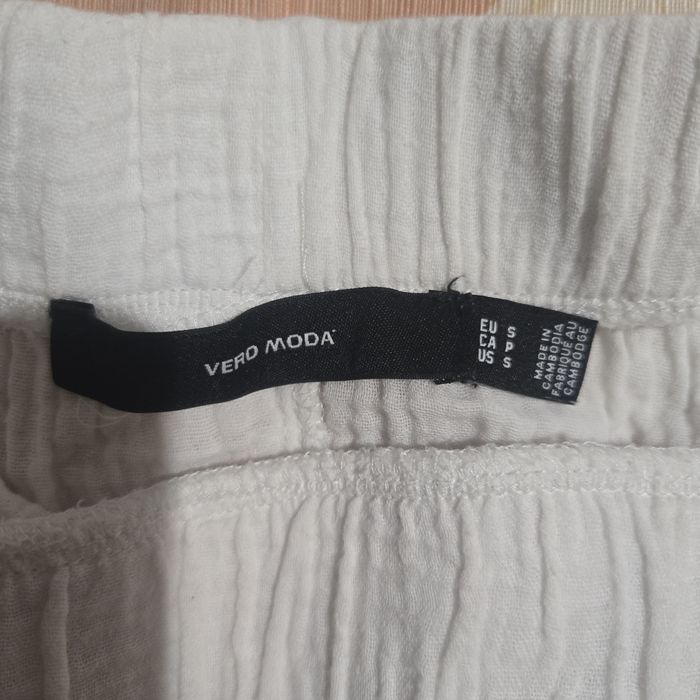 VERO MODA
EU S
CA P
US S
MADE IN
CAMBODIA
FABRIQUÉ AU
CAMBODGE